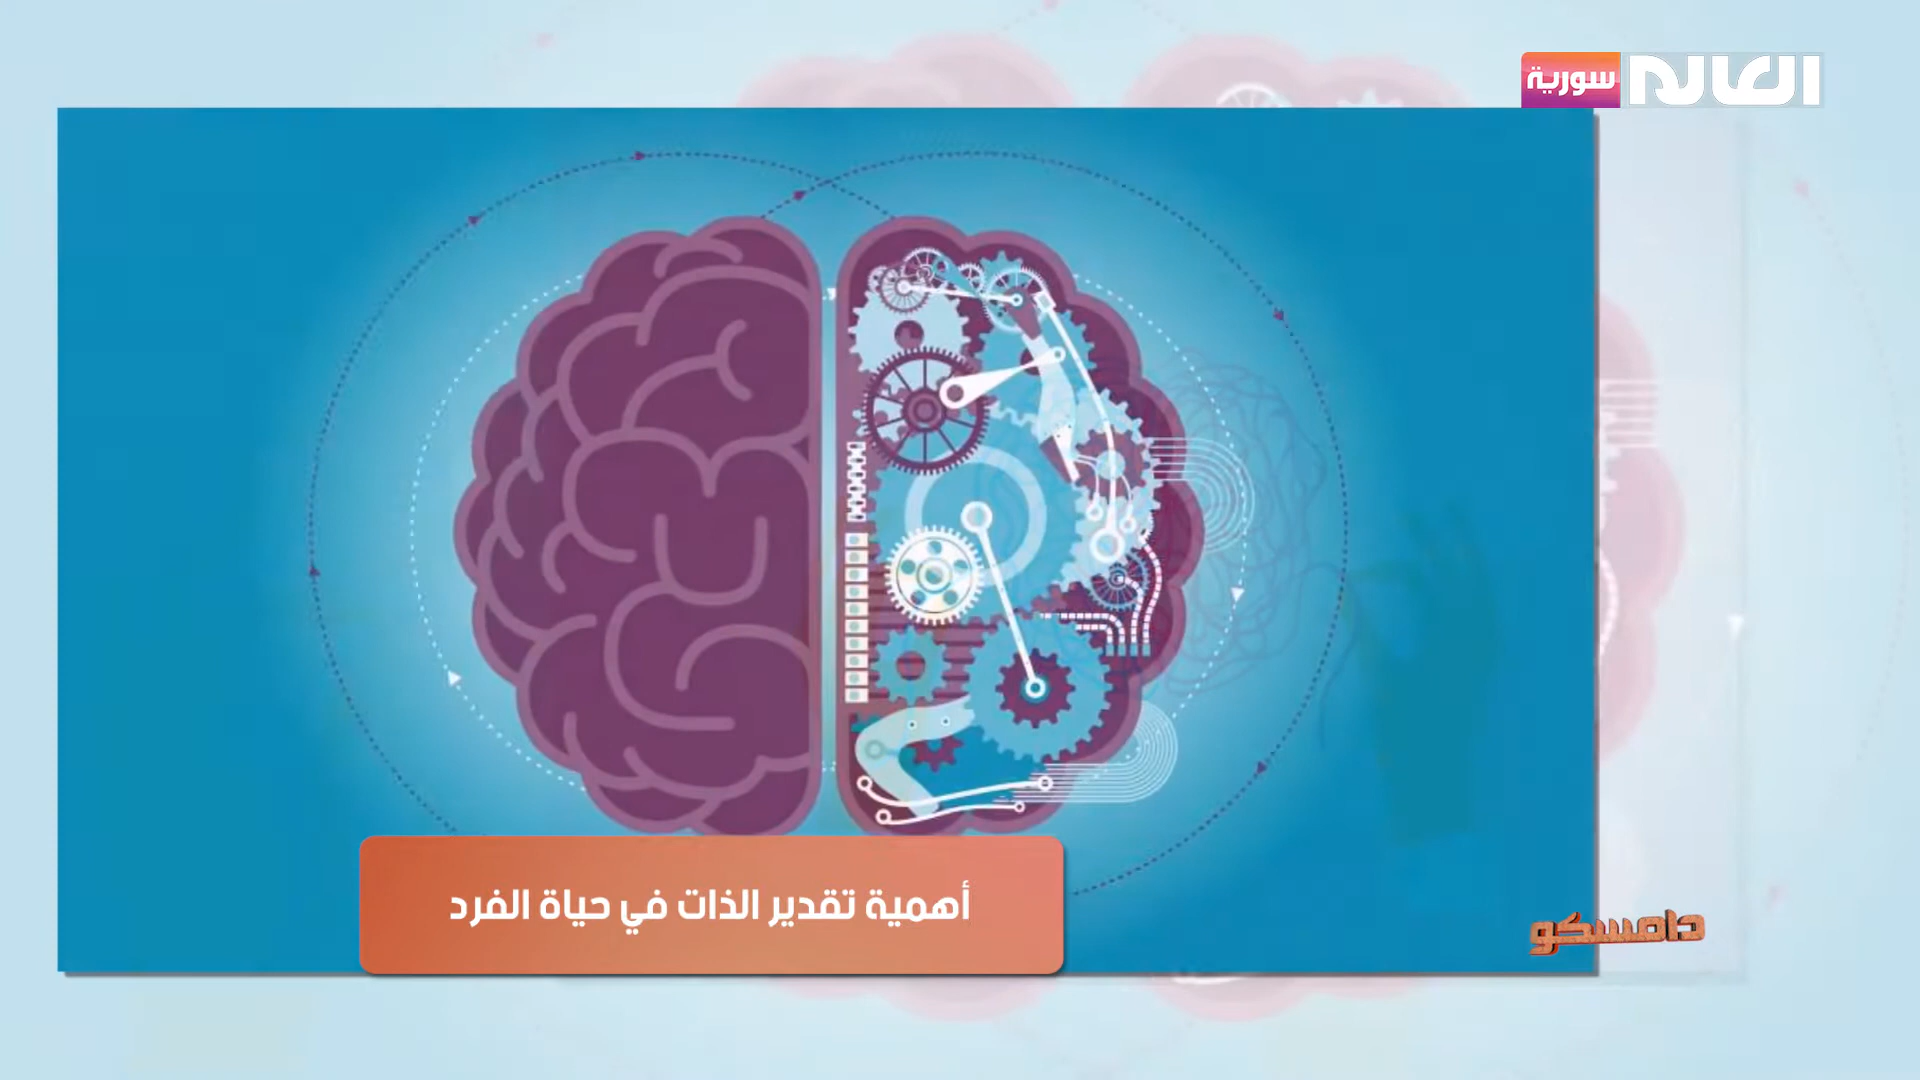 العالم
سورية
أهمية تقدير الذات في حياة الفرد
دامسكو